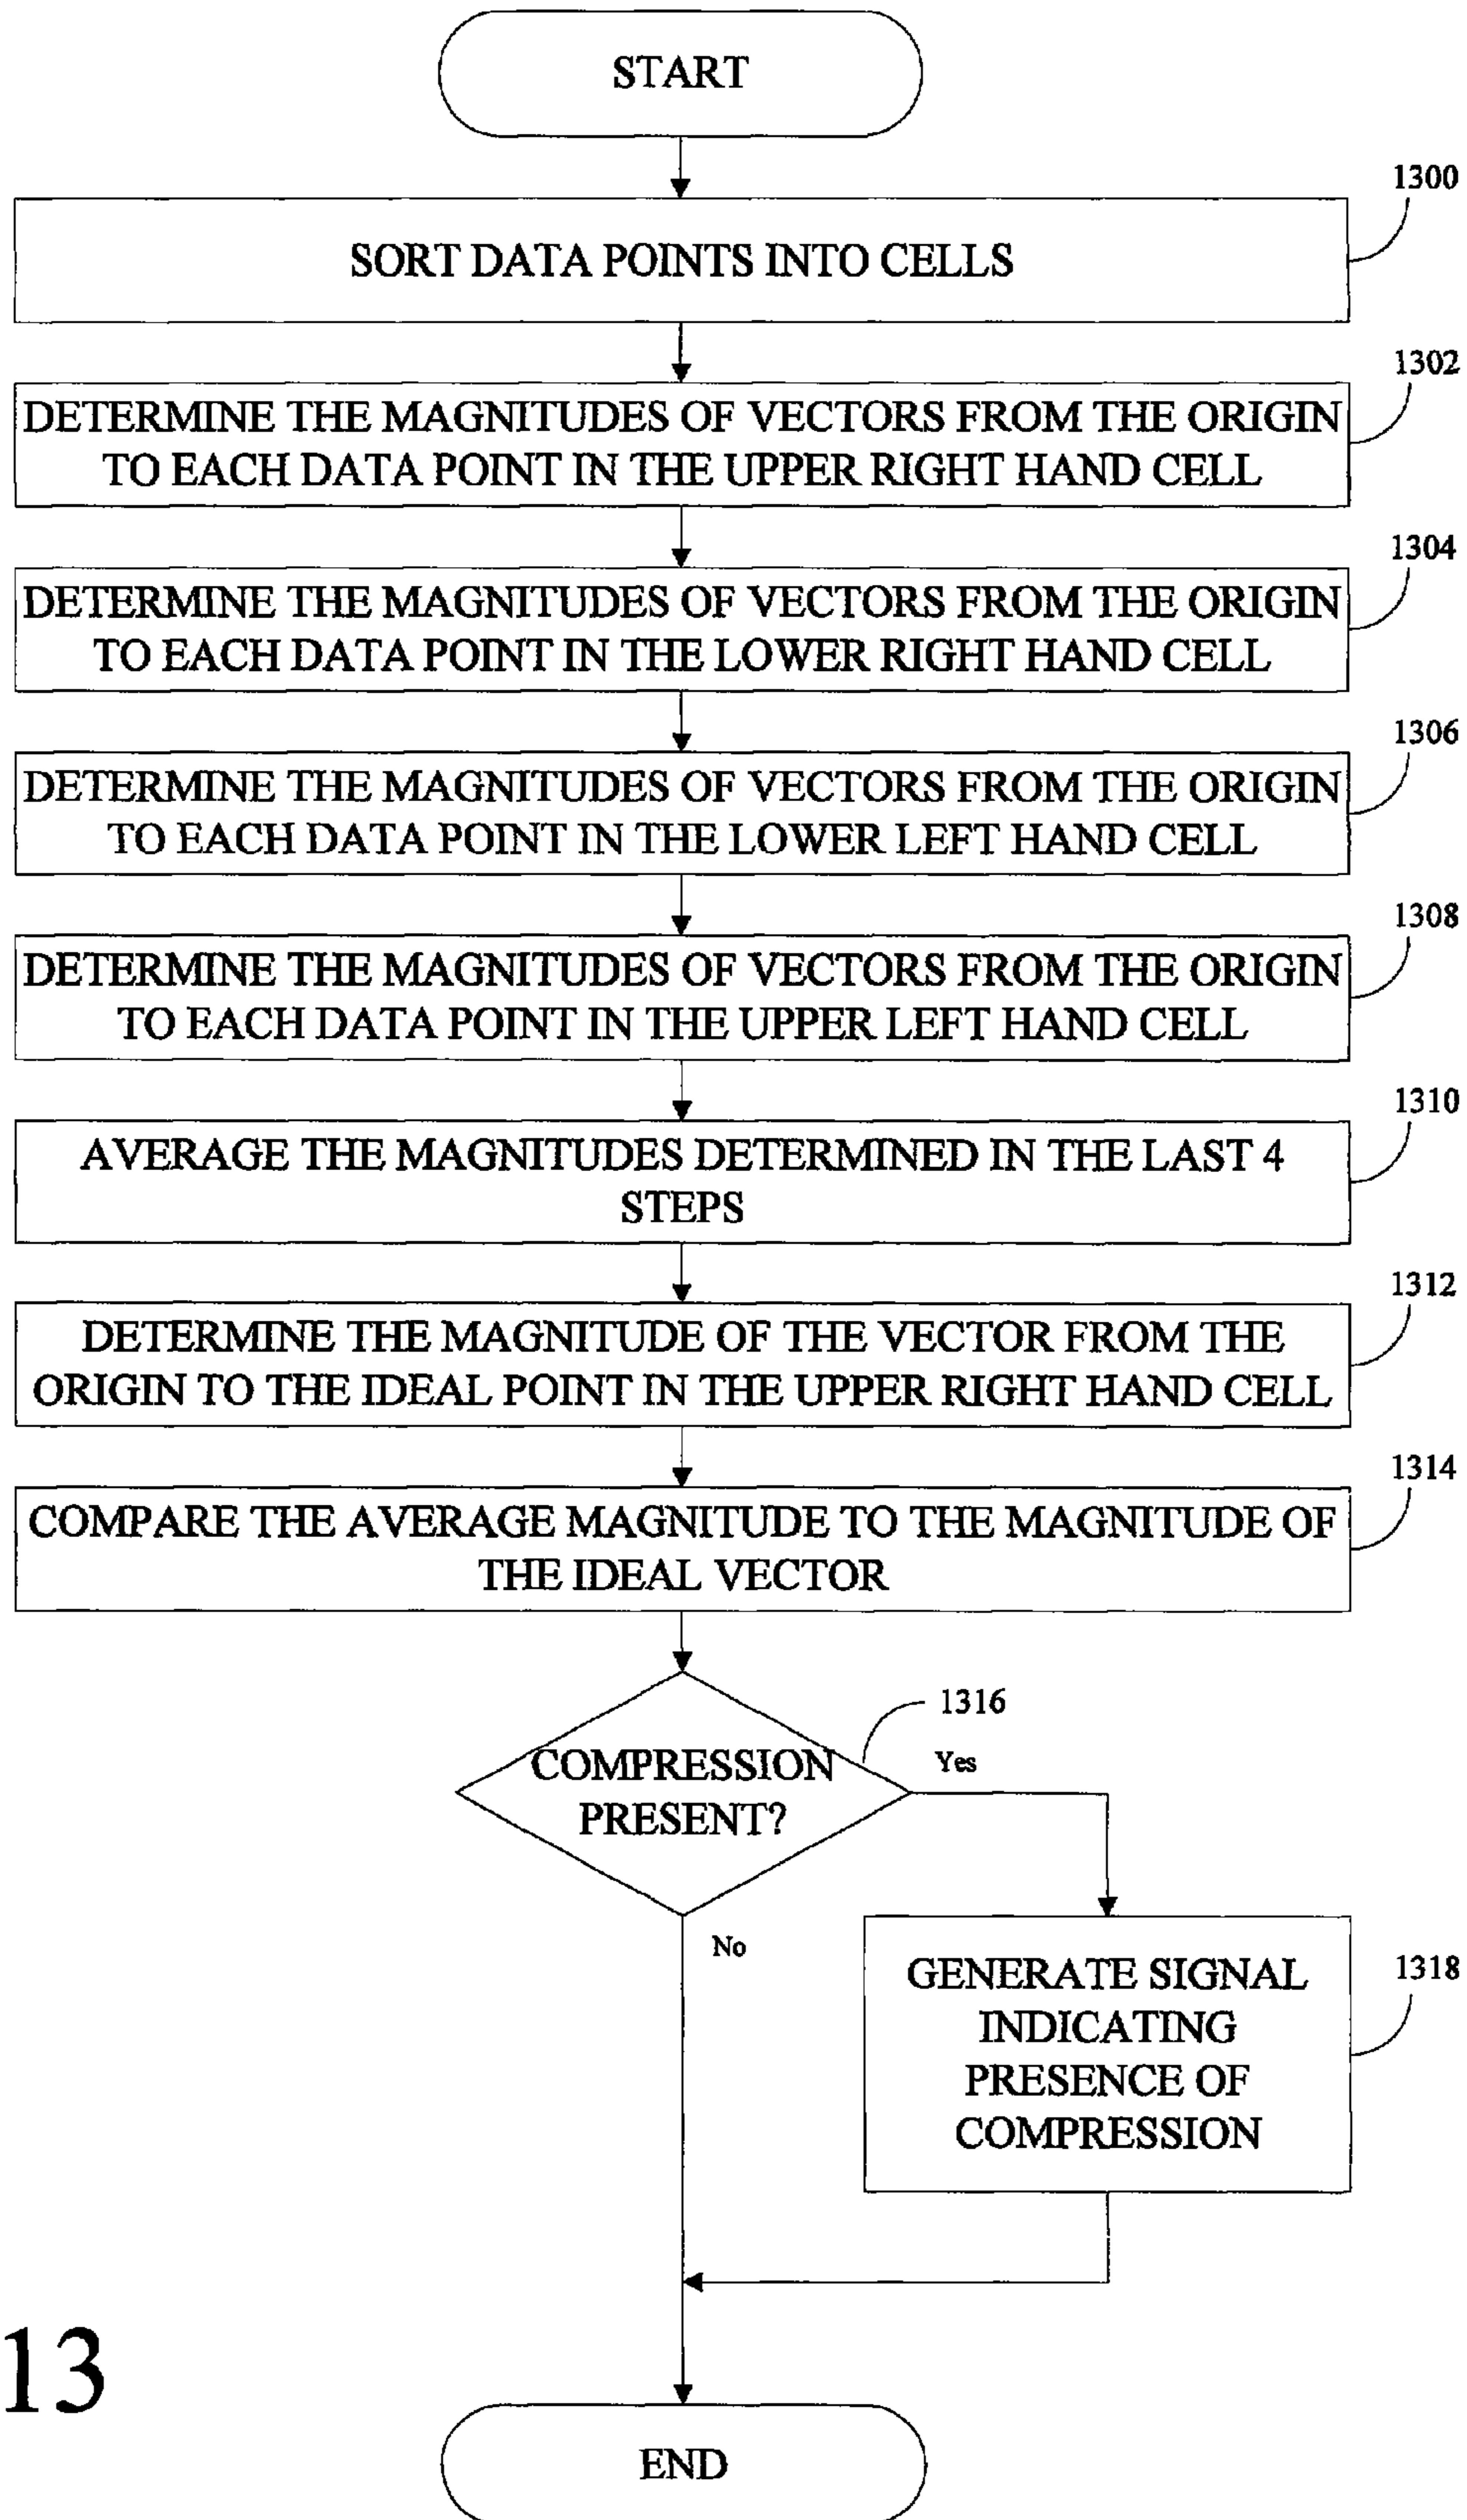 START
1300
SORT DATA POINTS INTO CELLS
1302
DETERMINE THE MAGNITUDES OF VECTORS FROM THE ORIGIN
TO EACH DATA POINT IN THE UPPER RIGHT HAND CELL
1304
DETERMINE THE MAGNITUDES OF VECTORS FROM THE ORIGIN
TO EACH DATA POINT IN THE LOWER RIGHT HAND CELL
1306
DETERMINE THE MAGNITUDES OF VECTORS FROM THE ORIGIN
TO EACH DATA POINT IN THE LOWER LEFT HAND CELL
1308
DETERMINE THE MAGNITUDES OF VECTORS FROM THE ORIGIN
TO EACH DATA POINT IN THE UPPER LEFT HAND CELL
1310
AVERAGE THE MAGNITUDES DETERMINED IN THE LAST 4
STEPS
1312
DETERMINE THE MAGNITUDE OF THE VECTOR FROM THE
ORIGIN TO THE IDEAL POINT IN THE UPPER RIGHT HAND CELL
1314
COMPARE THE AVERAGE MAGNITUDE TO THE MAGNITUDE OF
THE IDEAL VECTOR
1316
COMPRESSION
PRESENT?
Yes
No
1318
GENERATE SIGNAL
INDICATING
PRESENCE OF
COMPRESSION
13
END